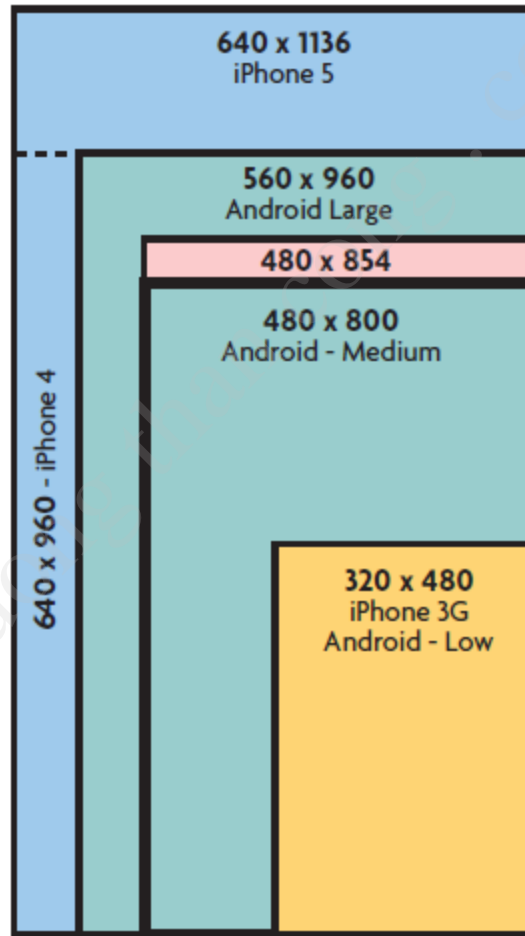 640 x 1136
iPhone 5
560 x 960
Android Large
480 x 854
480 x 800
Android - Medium
640 x 960 - iPhone 4
320 x 480
iPhone 3G
Android - Low